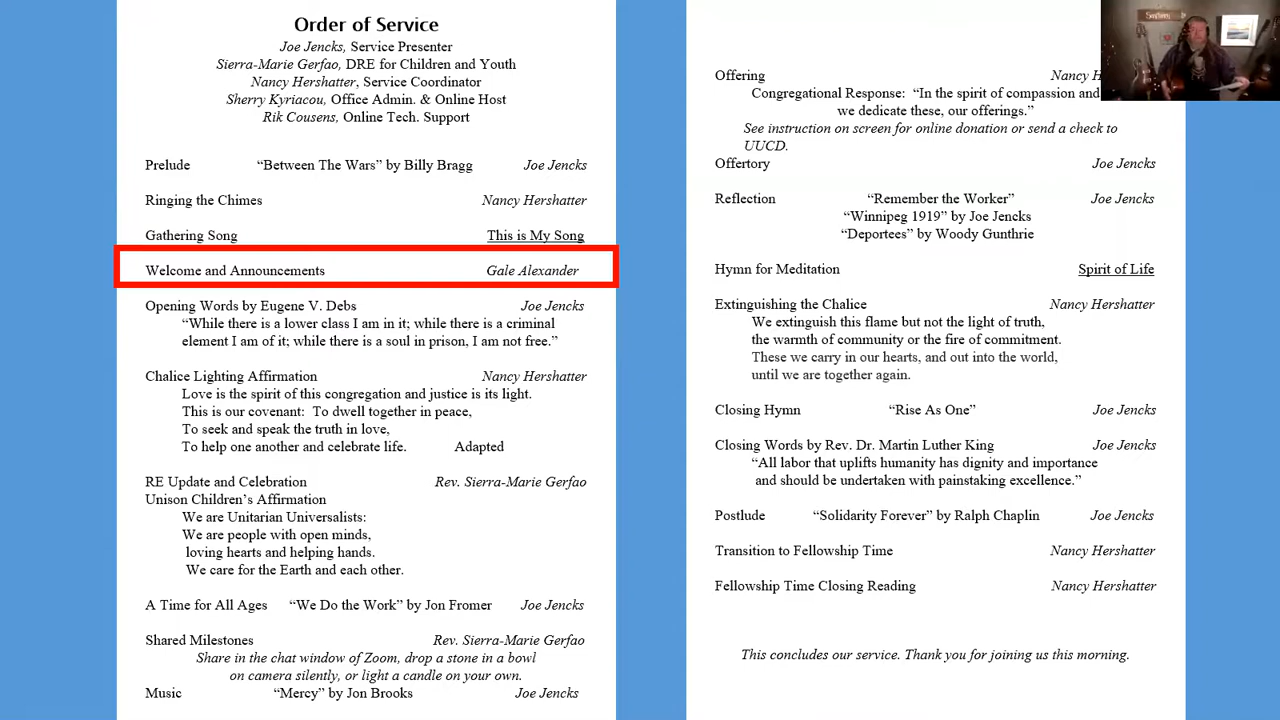 Order of Service
Joe Jencks, Service Presenter
Sierra-Marie Gerfao, DRE for Children and Youth
Nancy Hershatter, Service Coordinator
Sherry Kyriacou, Office Admin. & Online Host
Rik Cousens, Online Tech. Support
Prelude “Between The Wars” by Billy Bragg Joe Jencks
Ringing the Chimes Nancy Hershatter
Gathering Song This is My Song
Welcome and Announcements Gale Alexander
Opening Words by Eugene V. Debs Joe Jencks
“While there is a lower class I am in it; while there is a criminal
element I am of it; while there is a soul in prison, I am not free.”
Chalice Lighting Affirmation Nancy Hershatter
Love is the spirit of this congregation and justice is its light.
This is our covenant: To dwell together in peace,
To seek and speak the truth in love,
To help one another and celebrate life. Adapted
RE Update and Celebration Rev. Sierra-Marie Gerfao
Unison Children’s Affirmation
We are Unitarian Universalists:
We are people with open minds,
loving hearts and helping hands.
We care for the Earth and each other.
A Time for All Ages “We Do the Work” by Jon Fromer Joe Jencks
Shared Milestones Rev. Sierra-Marie Gerfao
Share in the chat window of Zoom, drop a stone in a bowl
on camera silently, or light a candle on your own.
Music “Mercy” by Jon Brooks Joe Jencks
Offering Nancy H
Congregational Response: “In the spirit of compassion and
we dedicate these, our offerings.”
See instruction on screen for online donation or send a check to
UUCD.
Offertory Joe Jencks
Reflection “Remember the Worker” Joe Jencks
“Winnipeg 1919” by Joe Jencks
“Deportees” by Woody Gunthrie
Hymn for Meditation Spirit of Life
Extinguishing the Chalice Nancy Hershatter
We extinguish this flame but not the light of truth,
the warmth of community or the fire of commitment.
These we carry in our hearts, and out into the world,
until we are together again.
Closing Hymn “Rise As One” Joe Jencks
Closing Words by Rev. Dr. Martin Luther King Joe Jencks
“All labor that uplifts humanity has dignity and importance
and should be undertaken with painstaking excellence.”
Postlude “Solidarity Forever” by Ralph Chaplin Joe Jencks
Transition to Fellowship Time Nancy Hershatter
Fellowship Time Closing Reading Nancy Hershatter
This concludes our service. Thank you for joining us this morning.